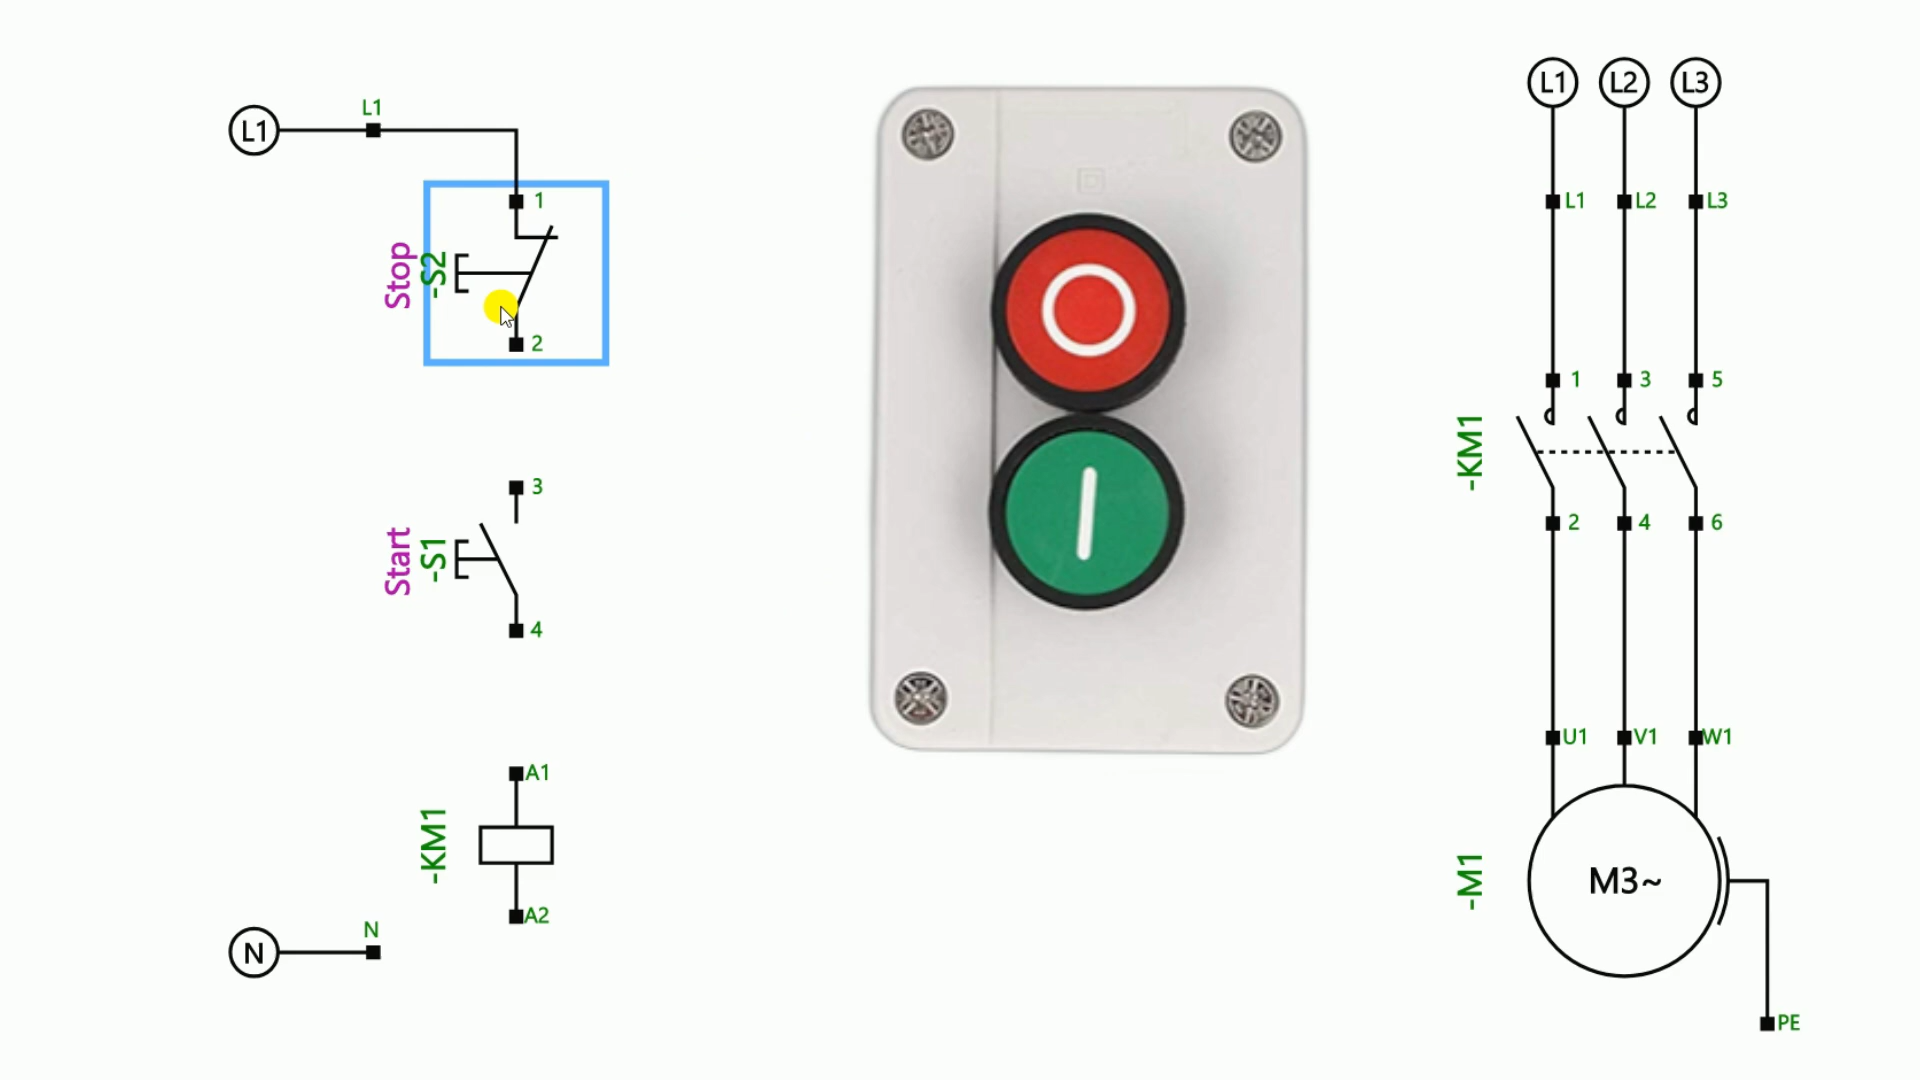 L1
L1
1
Stop
-S2
2
3
Start
-S1
4
A1
-KM1
A2
N
N
L1 L2 L3
L1 L2 L3
1 3 5
-KM1
2 4 6
U1 V1 W1
-M1
M3~
PE